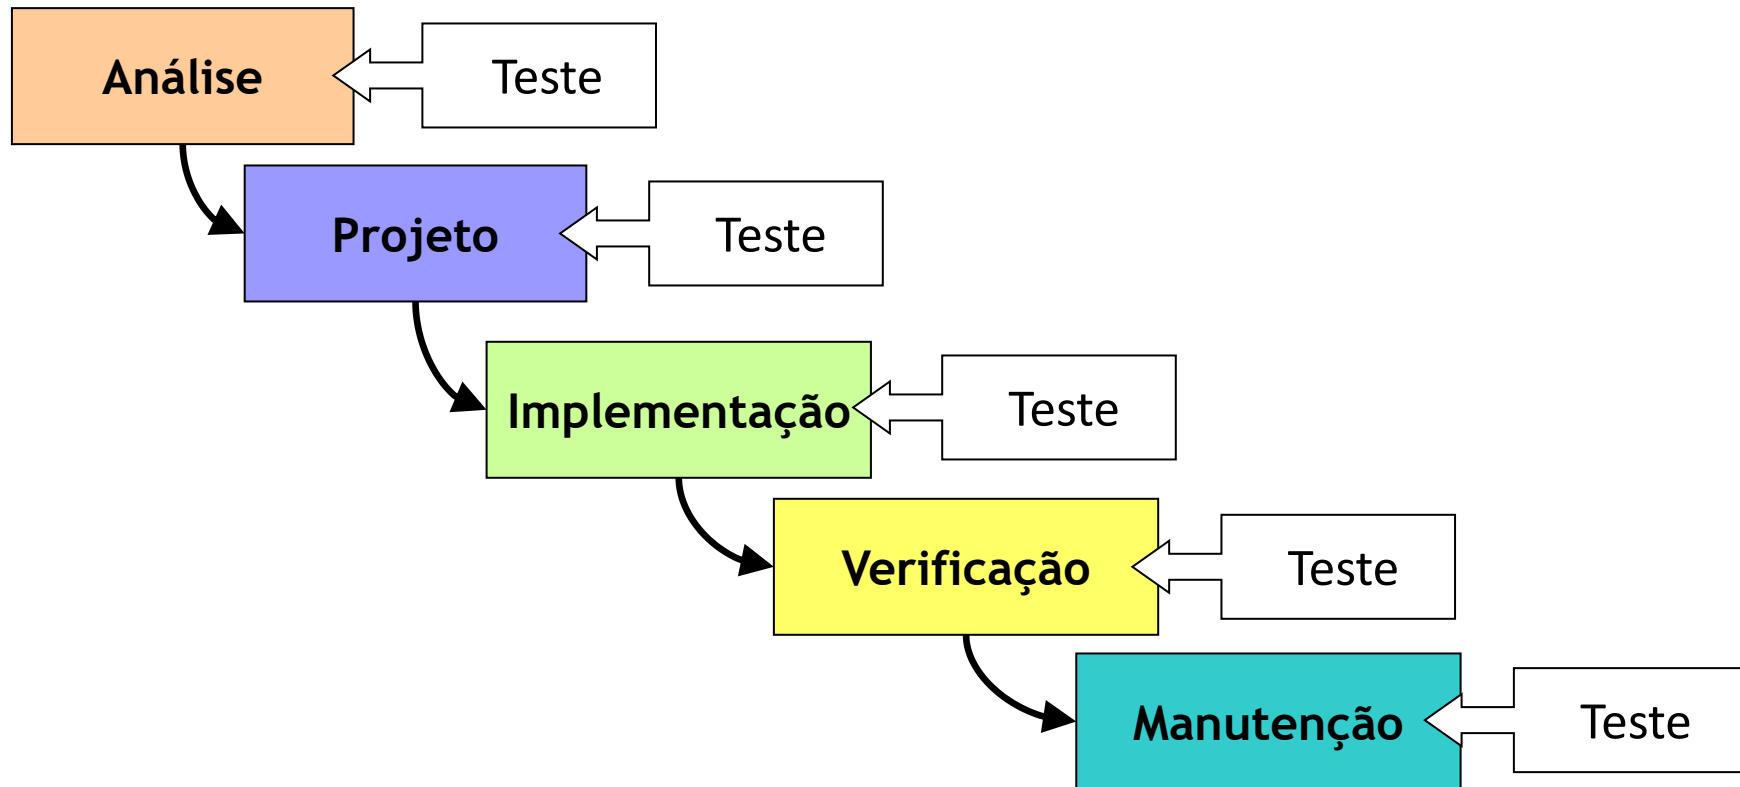 Análise
Teste
Projeto
Teste
Implementação
Teste
Verificação
Teste
Manutenção
Teste